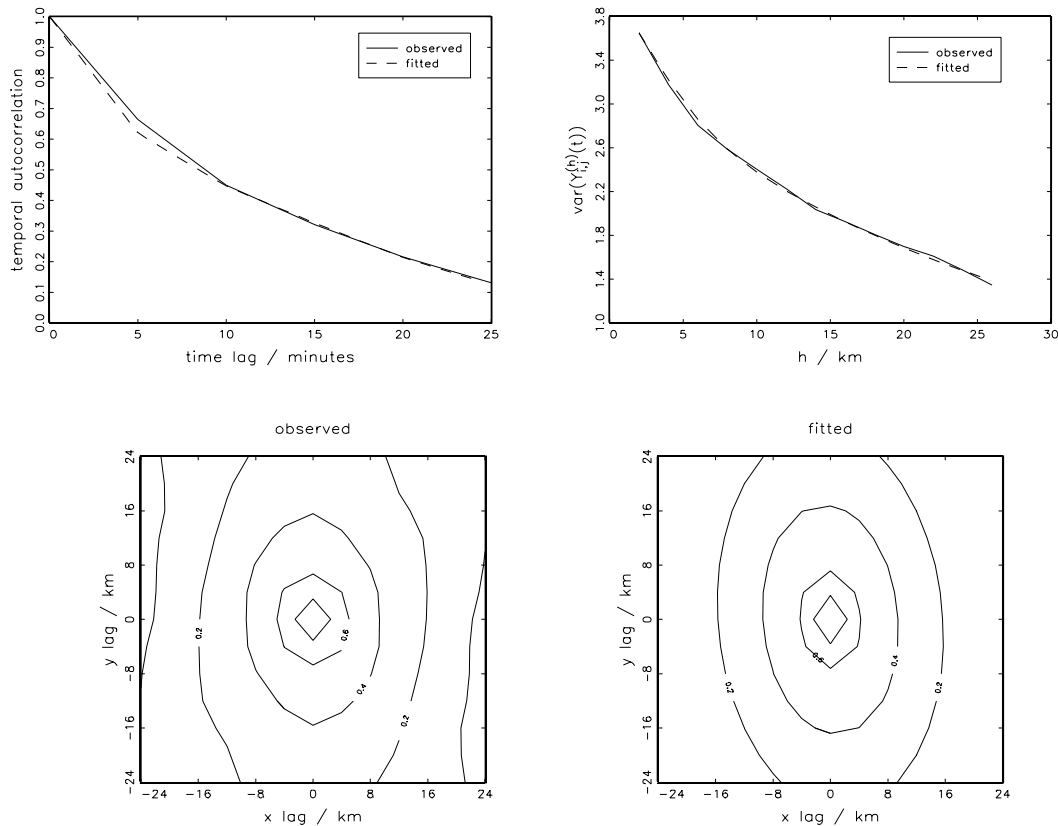 temporal autocorrelation
0.0 0.1 0.2 0.3 0.4 0.5 0.6 0.7 0.8 0.9 1.0
observed
fitted
0 5 10 15 20 25
time lag / minutes
var(Y_{i,j}^{(h)}(t))
1.0 1.4 1.8 2.2 2.6 3.0 3.4 3.8
observed
fitted
0 5 10 15 20 25 30
h / km
observed
y lag / km
-24 -16 -8 0 8 16 24
0.2
0.6
0.4
0.2
-24 -16 -8 0 8 16 24
x lag / km
fitted
y lag / km
-24 -16 -8 0 8 16 24
0.6
0.4
0.2
0.2
-24 -16 -8 0 8 16 24
x lag / km